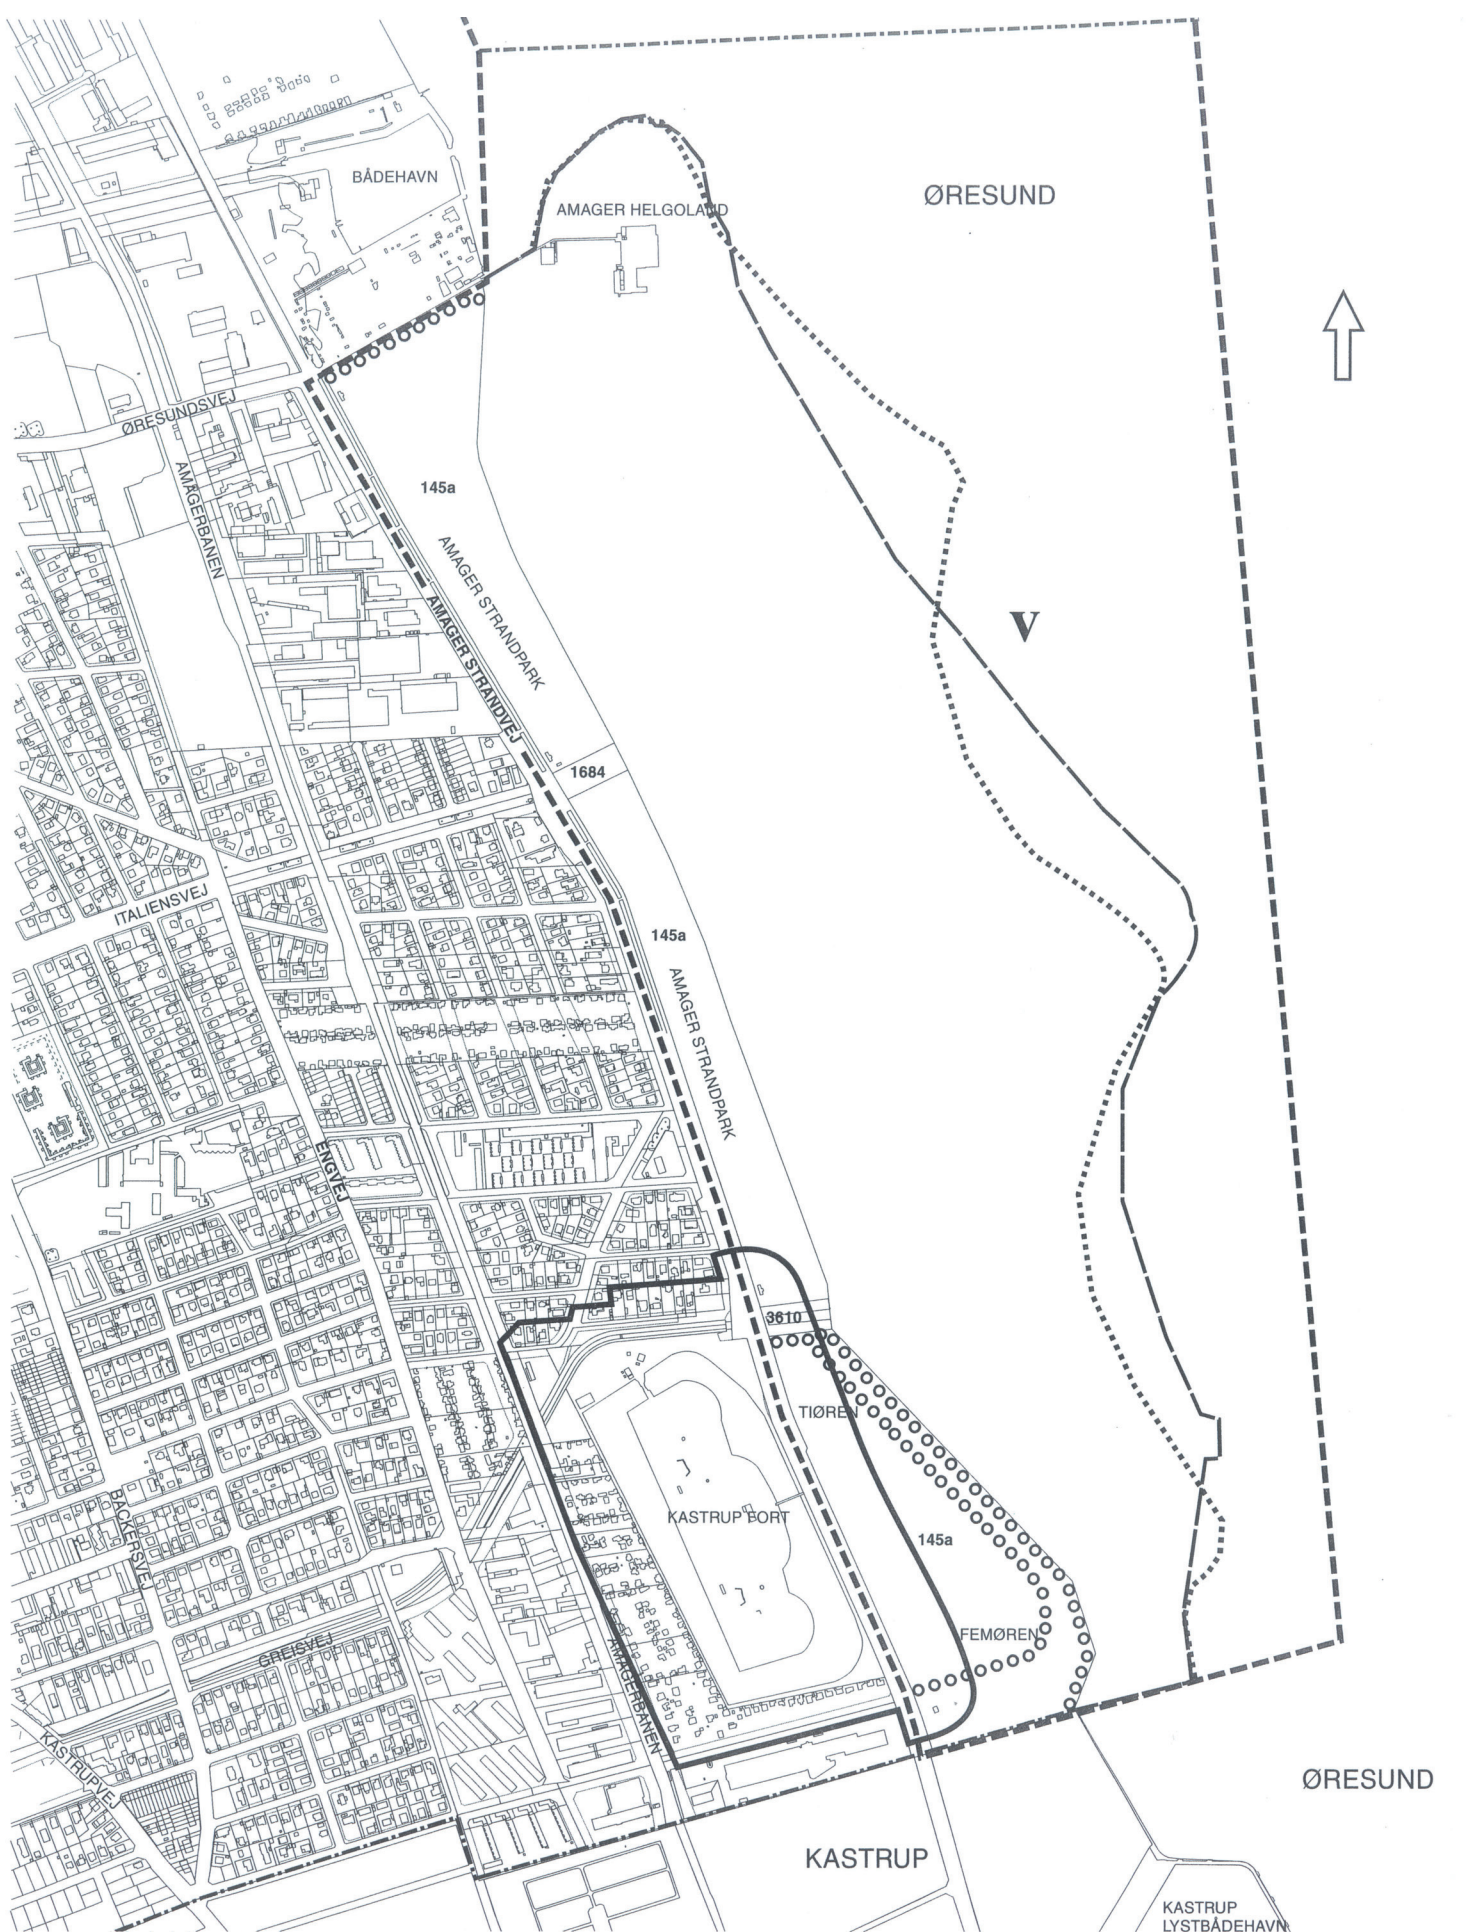 1
BÅDEHAVN
ØRESUND
AMAGER HELGOLAND
ØRESUNDSVEJ
AMAGERBANEN
145a
AMAGER STRANDPARK
AMAGER STRANDVEJ
V
1684
ITALIENSVEJ
145a
AMAGER STRANDPARK
ENGVEJ
3610
TIØREN
KASTRUP FORT
BACKERSVEJ
145a
FEMØREN
GREISVEJ
AMAGERBANEN
KASTRUPVEJ
ØRESUND
KASTRUP
KASTRUP
LYSTBÅDEHAVN